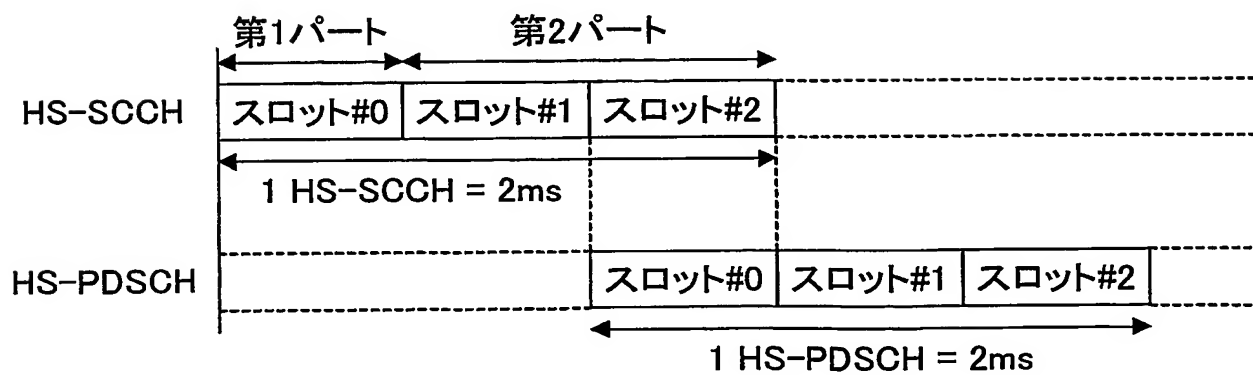 第1パート 第2パート
HS-SCCH スロット#0 スロット#1 スロット#2
1 HS-SCCH = 2ms
HS-PDSCH スロット#0 スロット#1 スロット#2
1 HS-PDSCH = 2ms